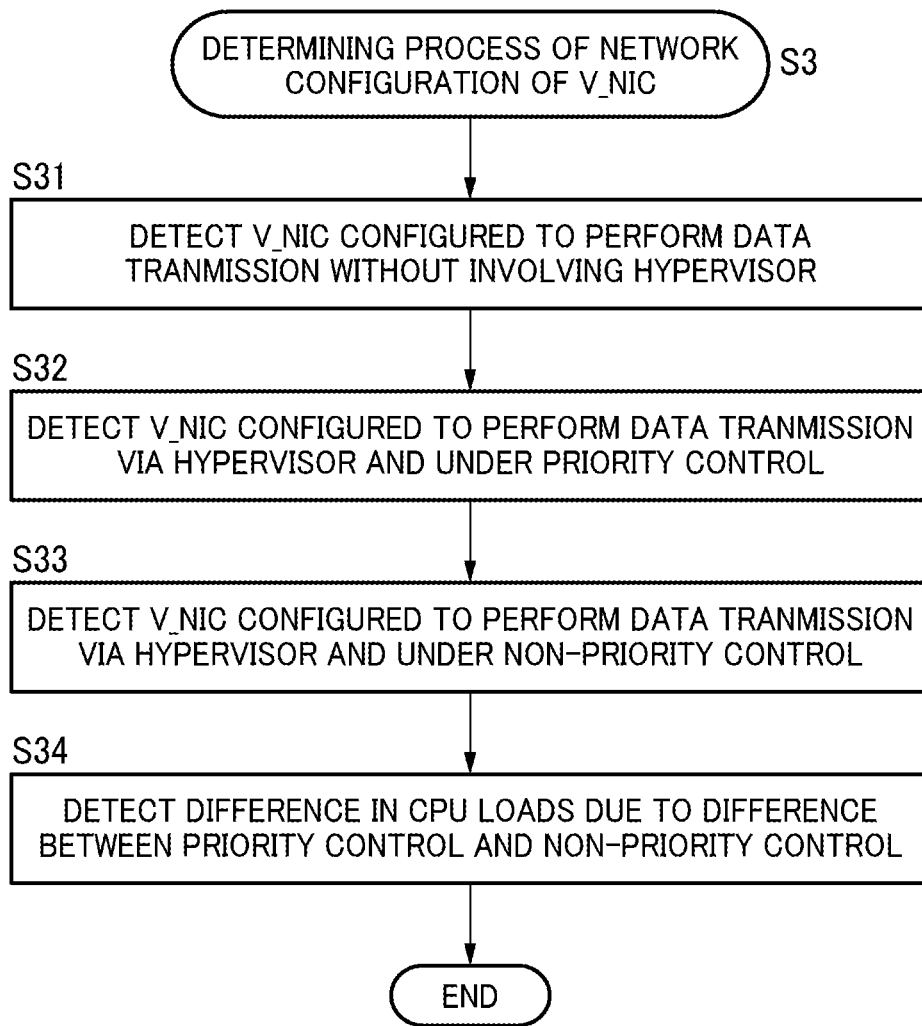 DETERMINING PROCESS OF NETWORK
CONFIGURATION OF V_NIC
S3
S31
DETECT V_NIC CONFIGURED TO PERFORM DATA
TRANMISSION WITHOUT INVOLVING HYPERVISOR
S32
DETECT V_NIC CONFIGURED TO PERFORM DATA TRANMISSION
VIA HYPERVISOR AND UNDER PRIORITY CONTROL
S33
DETECT V_NIC CONFIGURED TO PERFORM DATA TRANMISSION
VIA HYPERVISOR AND UNDER NON-PRIORITY CONTROL
S34
DETECT DIFFERENCE IN CPU LOADS DUE TO DIFFERENCE
BETWEEN PRIORITY CONTROL AND NON-PRIORITY CONTROL
END